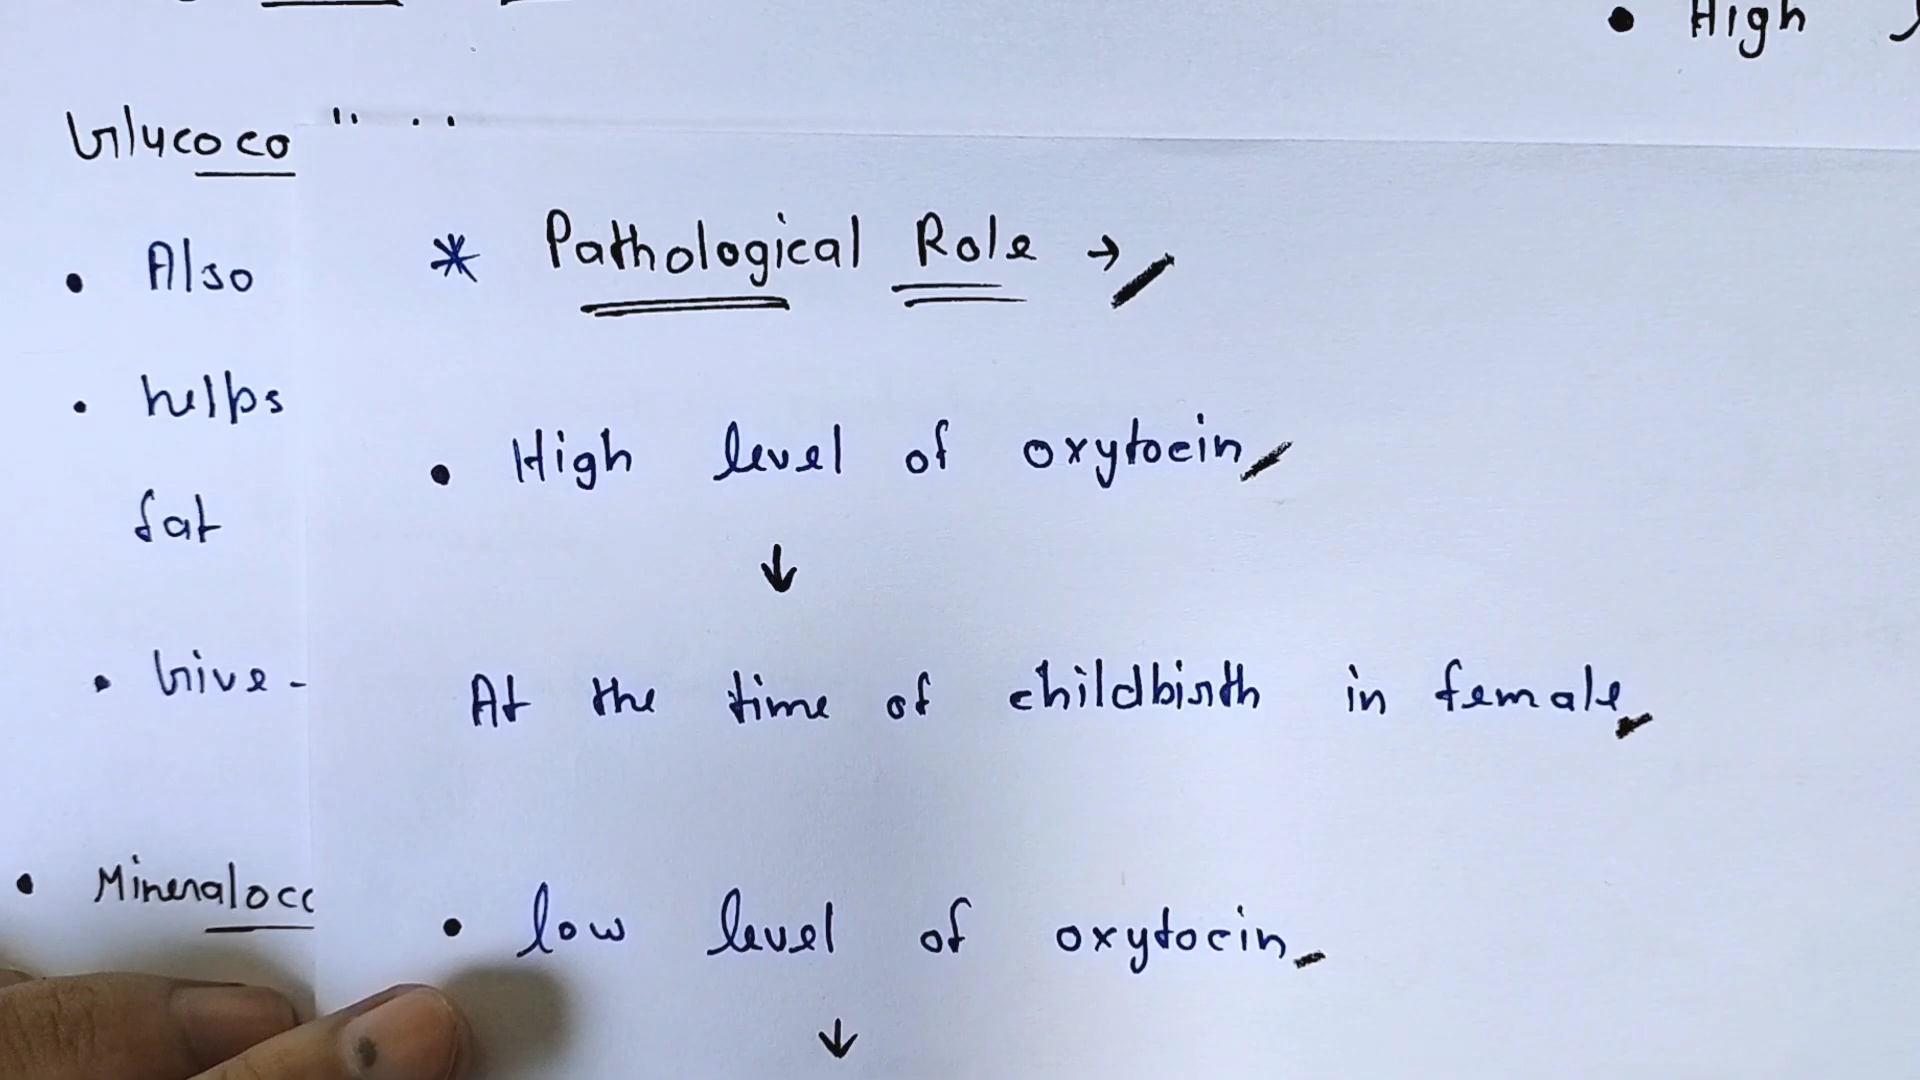 • High
Glucoco
• Also
• helps
fat
• Give -
• Mineraloc
* Pathological Role →
• High level of oxytocin
↓
At the time of childbirth in female
• low level of oxytocin
↓